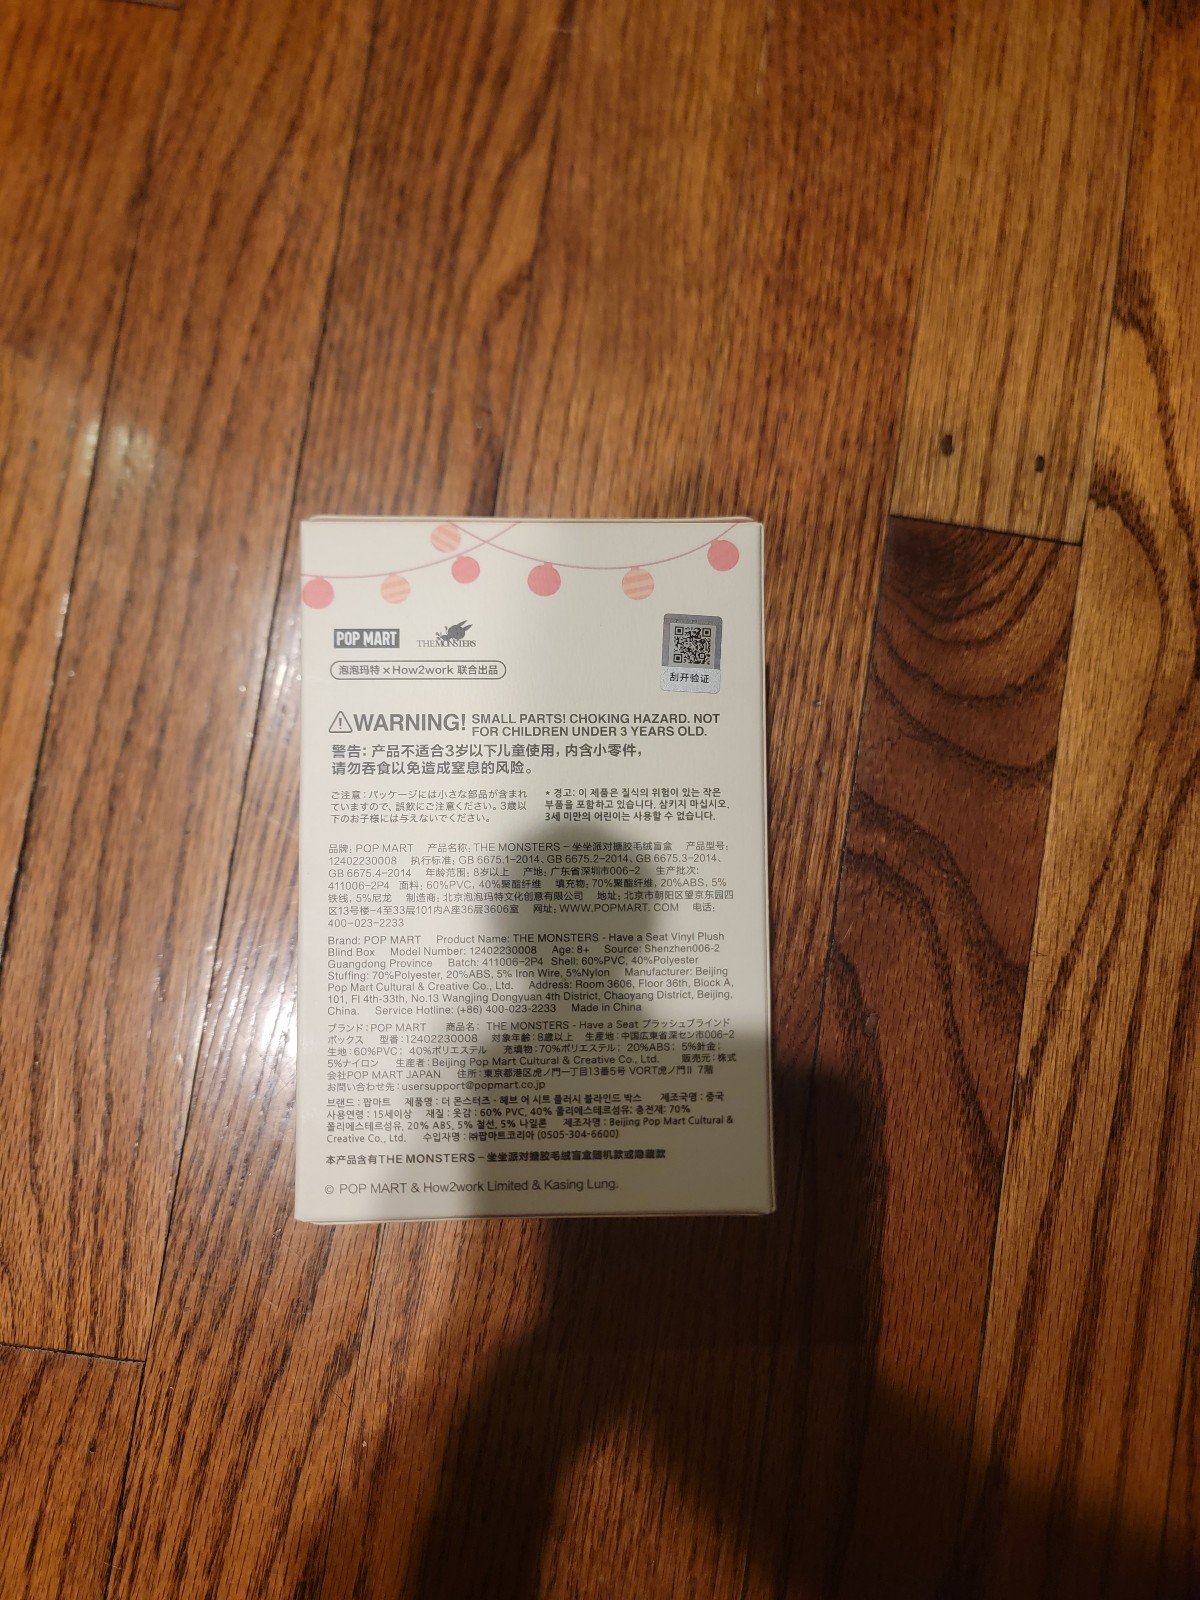 POP MART
THE MONSTERS
泡泡玛特 × How2work 联合出品
刮开验证
WARNING! SMALL PARTS! CHOKING HAZARD. NOT
FOR CHILDREN UNDER 3 YEARS OLD.
警告: 产品不适合3岁以下儿童使用, 内含小零件,
请勿吞食以免造成窒息的风险。
ご注意：パッケージには小さな部品が含まれ
ていますので、誤飲にご注意ください。3歳以
下のお子様には与えないでください。
* 경고: 이 제품은 질식의 위험이 있는 작은
부품을 포함하고 있습니다. 삼키지 마십시오.
3세 미만의 어린이는 사용할 수 없습니다.
品牌: POP MART 产品名称: THE MONSTERS – 坐坐派对搪胶毛绒盲盒 产品型号:
12402230008 执行标准: GB 6675.1-2014、GB 6675.2-2014、GB 6675.3-2014、
GB 6675.4-2014 年龄范围: 8岁以上 产地: 广东省深圳市006-2 生产批次:
411006-2P4 面料: 60%PVC, 40%聚酯纤维 填充物: 70%聚酯纤维, 20%ABS, 5%
铁线, 5%尼龙 制造商: 北京泡泡玛特文化创意有限公司 地址: 北京市朝阳区望京东园四
区13号楼-4至33层101内A座36层3606室 网址: WWW.POPMART.COM 电话:
400-023-2233
Brand: POP MART Product Name: THE MONSTERS - Have a Seat Vinyl Plush
Blind Box Model Number: 12402230008 Age: 8+ Source: Shenzhen006-2
Guangdong Province Batch: 411006-2P4 Shell: 60%PVC, 40%Polyester
Stuffing: 70%Polyester, 20%ABS, 5% Iron Wire, 5%Nylon Manufacturer: Beijing
Pop Mart Cultural & Creative Co., Ltd. Address: Room 3606, Floor 36th, Block A,
101, Fl 4th-33th, No.13 Wangjing Dongyuan 4th District, Chaoyang District, Beijing,
China. Service Hotline: (+86) 400-023-2233 Made in China
ブランド: POP MART 商品名: THE MONSTERS - Have a Seat プラッシュブラインド
ボックス 型番: 12402230008 対象年齢: 8歳以上 生産地: 中国広東省深セン市006-2
生地: 60%PVC; 40%ポリエステル 充填物: 70%ポリエステル; 20%ABS; 5%針金;
5%ナイロン 生産者: Beijing Pop Mart Cultural & Creative Co., Ltd. 販売元: 株式
会社POP MART JAPAN 住所: 東京都港区虎ノ門一丁目13番5号 VORT虎ノ門II 7階
お問い合わせ先: usersupport@popmart.co.jp
브랜드 : 팝마트 제품명 : 더 몬스터즈 - 해브 어 시트 플러시 블라인드 박스 제조국명 : 중국
사용연령 : 15세이상 재질 : 옷감 : 60% PVC, 40% 폴리에스테르섬유; 충전재: 70%
폴리에스테르섬유, 20% ABS, 5% 철선, 5% 나일론 제조자명 : Beijing Pop Mart Cultural &
Creative Co., Ltd. 수입자명 : ㈜팝마트코리아 (0505-304-6600)
本产品含有THE MONSTERS – 坐坐派对搪胶毛绒盲盒随机款或隐藏款
© POP MART & How2work Limited & Kasing Lung.